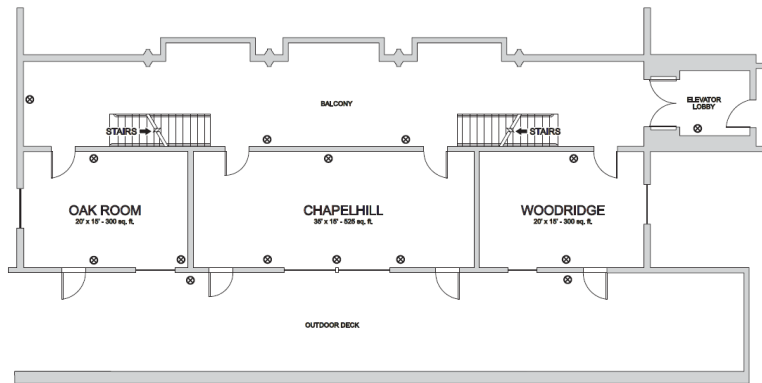 BALCONY
ELEVATOR
LOBBY
STAIRS
STAIRS
OAK ROOM
20' x 15' - 300 sq. ft.
CHAPELHILL
35' x 15' - 525 sq. ft.
WOODRIDGE
20' x 15' - 300 sq. ft.
OUTDOOR DECK